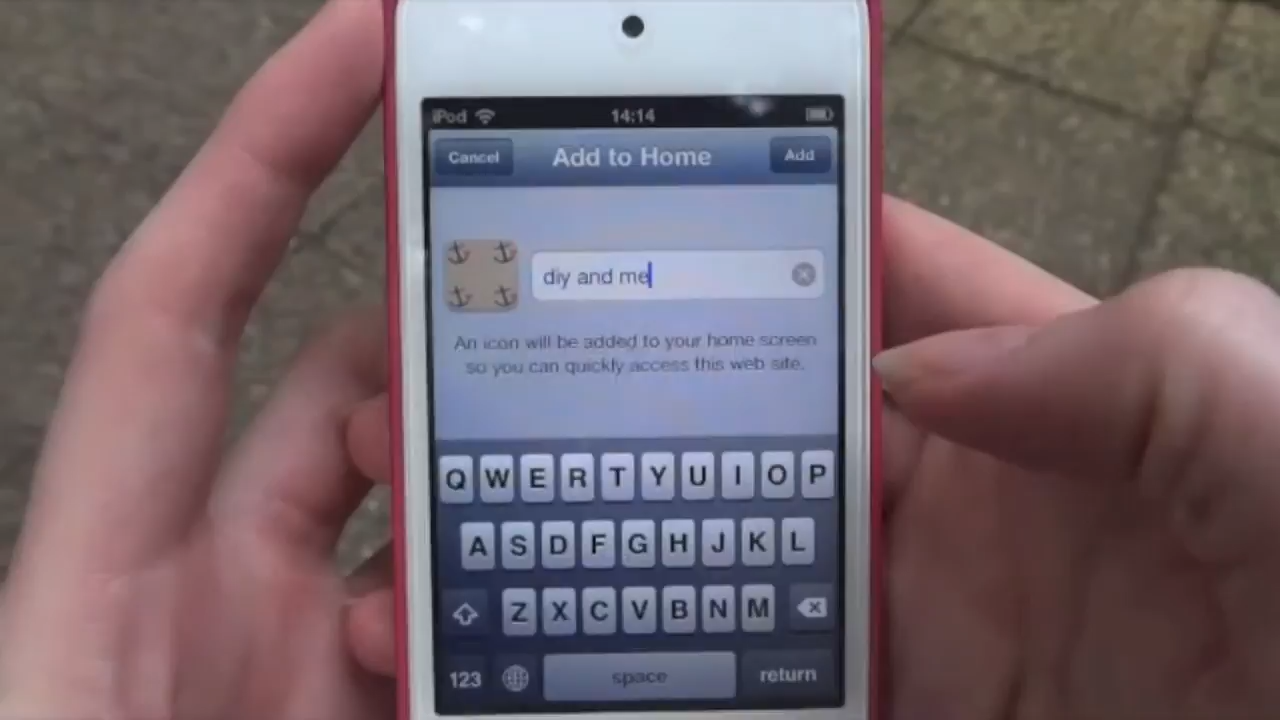 iPod 14:14
Cancel Add to Home Add
diy and me
An icon will be added to your home screen
so you can quickly access this web site.
Q W E R T Y U I O P
A S D F G H J K L
Z X C V B N M
123 space return